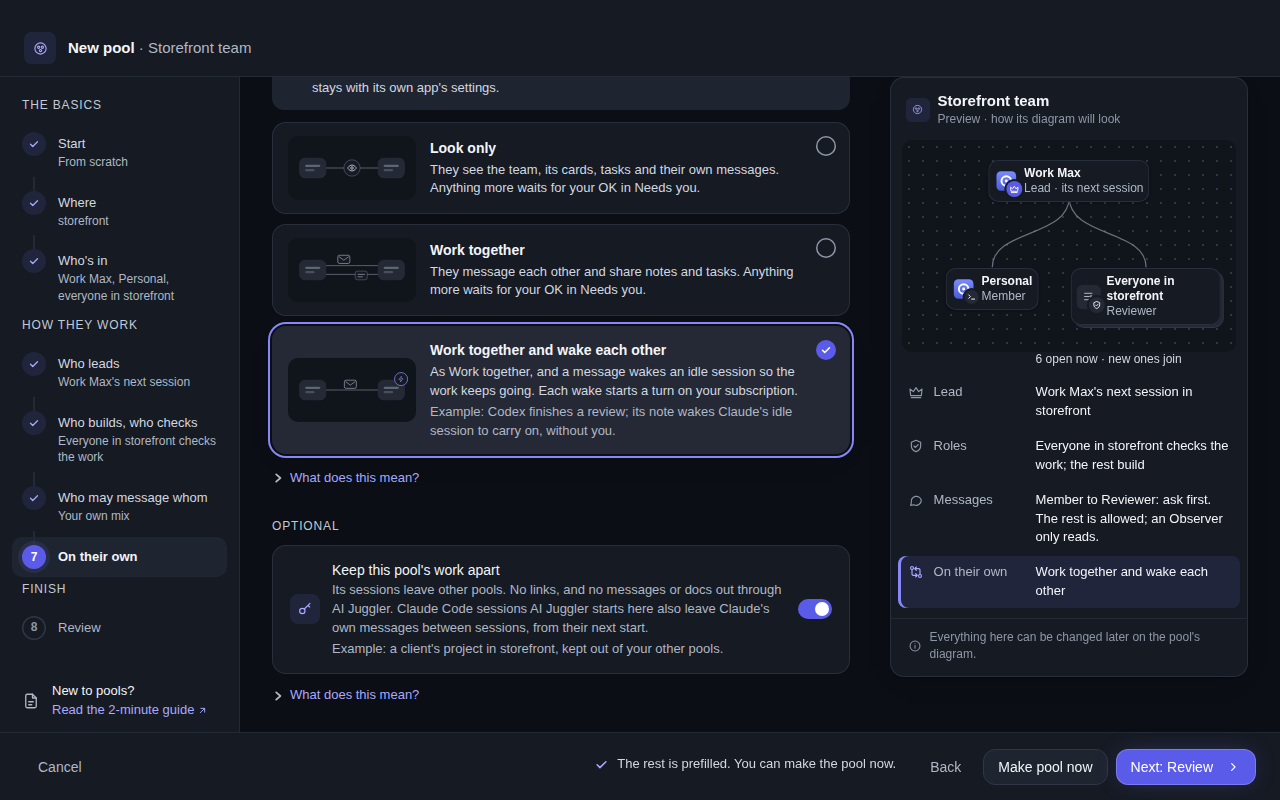 New pool · Storefront team
THE BASICS
Start
From scratch
Where
storefront
Who's in
Work Max, Personal,
everyone in storefront
HOW THEY WORK
Who leads
Work Max's next session
Who builds, who checks
Everyone in storefront checks
the work
Who may message whom
Your own mix
7
On their own
FINISH
8
Review
New to pools?
Read the 2-minute guide
stays with its own app's settings.
Look only
They see the team, its cards, tasks and their own messages.
Anything more waits for your OK in Needs you.
Work together
They message each other and share notes and tasks. Anything
more waits for your OK in Needs you.
Work together and wake each other
As Work together, and a message wakes an idle session so the
work keeps going. Each wake starts a turn on your subscription.
Example: Codex finishes a review; its note wakes Claude's idle
session to carry on, without you.
What does this mean?
OPTIONAL
Keep this pool's work apart
Its sessions leave other pools. No links, and no messages or docs out through
AI Juggler. Claude Code sessions AI Juggler starts here also leave Claude's
own messages between sessions, from their next start.
Example: a client's project in storefront, kept out of your other pools.
What does this mean?
Storefront team
Preview · how its diagram will look
Work Max
Lead · its next session
Personal
Member
Everyone in
storefront
Reviewer
6 open now · new ones join
Lead
Work Max's next session in
storefront
Roles
Everyone in storefront checks the
work; the rest build
Messages
Member to Reviewer: ask first.
The rest is allowed; an Observer
only reads.
On their own
Work together and wake each
other
Everything here can be changed later on the pool's
diagram.
Cancel
The rest is prefilled. You can make the pool now.
Back
Make pool now
Next: Review